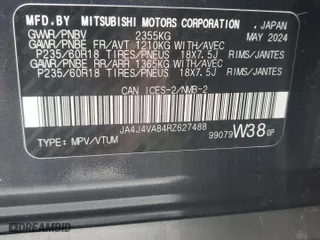 MFD.BY MITSUBISHI MOTORS CORPORATION , JAPAN
GVWR/PNBV 2355KG MAY 2024
GAWR/PNBE FR/AVT 1210KG WITH/AVEC
P235/60R18 TIRES/PNEUS 18X7.5J RIMS/JANTES
GAWR/PNBE RR/ARR WITH/AVEC
P235/60R18 TIRES/PNEUS 18X7.5J RIMS/JANTES
CAN ICES-2/NMB-2
JA4J4VA84RZ627488
TYPE: MPV/VTUM 99079 W38
DREAMBID